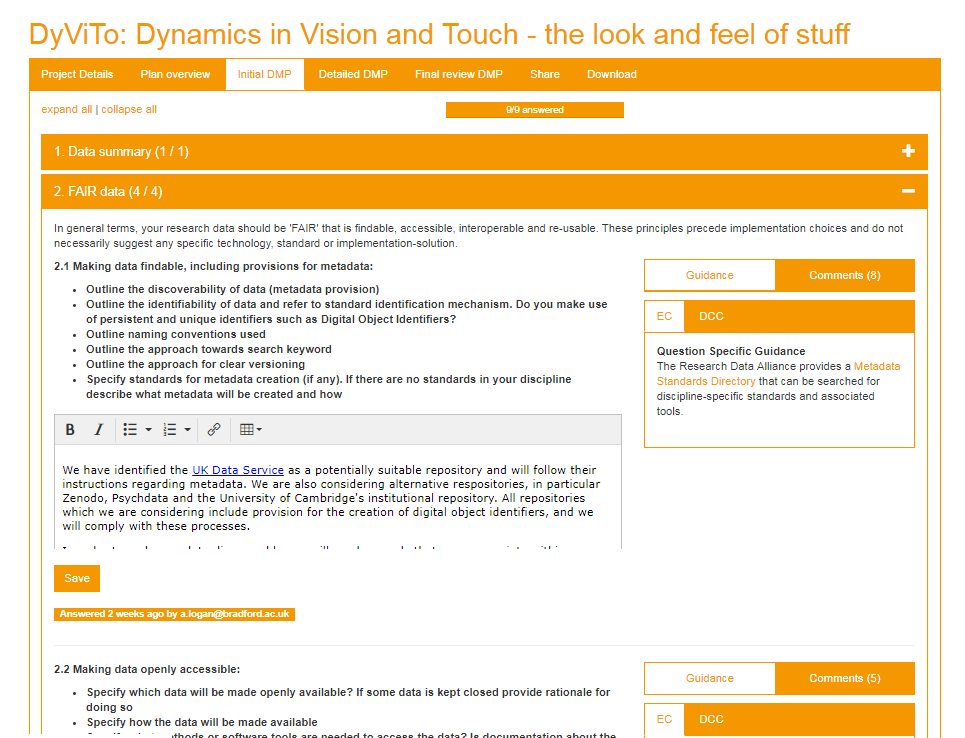 DyViTo: Dynamics in Vision and Touch - the look and feel of stuff
Project Details Plan overview Initial DMP Detailed DMP Final review DMP Share Download
expand all | collapse all
9/9 answered
1. Data summary (1 / 1)
2. FAIR data (4 / 4)
In general terms, your research data should be 'FAIR' that is findable, accessible, interoperable and re-usable. These principles precede implementation choices and do not
necessarily suggest any specific technology, standard or implementation-solution.
2.1 Making data findable, including provisions for metadata:
Outline the discoverability of data (metadata provision)
Outline the identifiability of data and refer to standard identification mechanism. Do you make use
of persistent and unique identifiers such as Digital Object Identifiers?
Outline naming conventions used
Outline the approach towards search keyword
Outline the approach for clear versioning
Specify standards for metadata creation (if any). If there are no standards in your discipline
describe what metadata will be created and how
Guidance Comments (8)
EC DCC
Question Specific Guidance
The Research Data Alliance provides a Metadata
Standards Directory that can be searched for
discipline-specific standards and associated
tools.
B I
We have identified the UK Data Service as a potentially suitable repository and will follow their
instructions regarding metadata. We are also considering alternative respositories, in particular
Zenodo, Psychdata and the University of Cambridge's institutional repository. All repositories
which we are considering include provision for the creation of digital object identifiers, and we
will comply with these processes.
Save
Answered 2 weeks ago by a.logan@bradford.ac.uk
2.2 Making data openly accessible:
Specify which data will be made openly available? If some data is kept closed provide rationale for
doing so
Specify how the data will be made available
methods or software tools are needed to access the data? Is documentation about the
Guidance Comments (5)
EC DCC